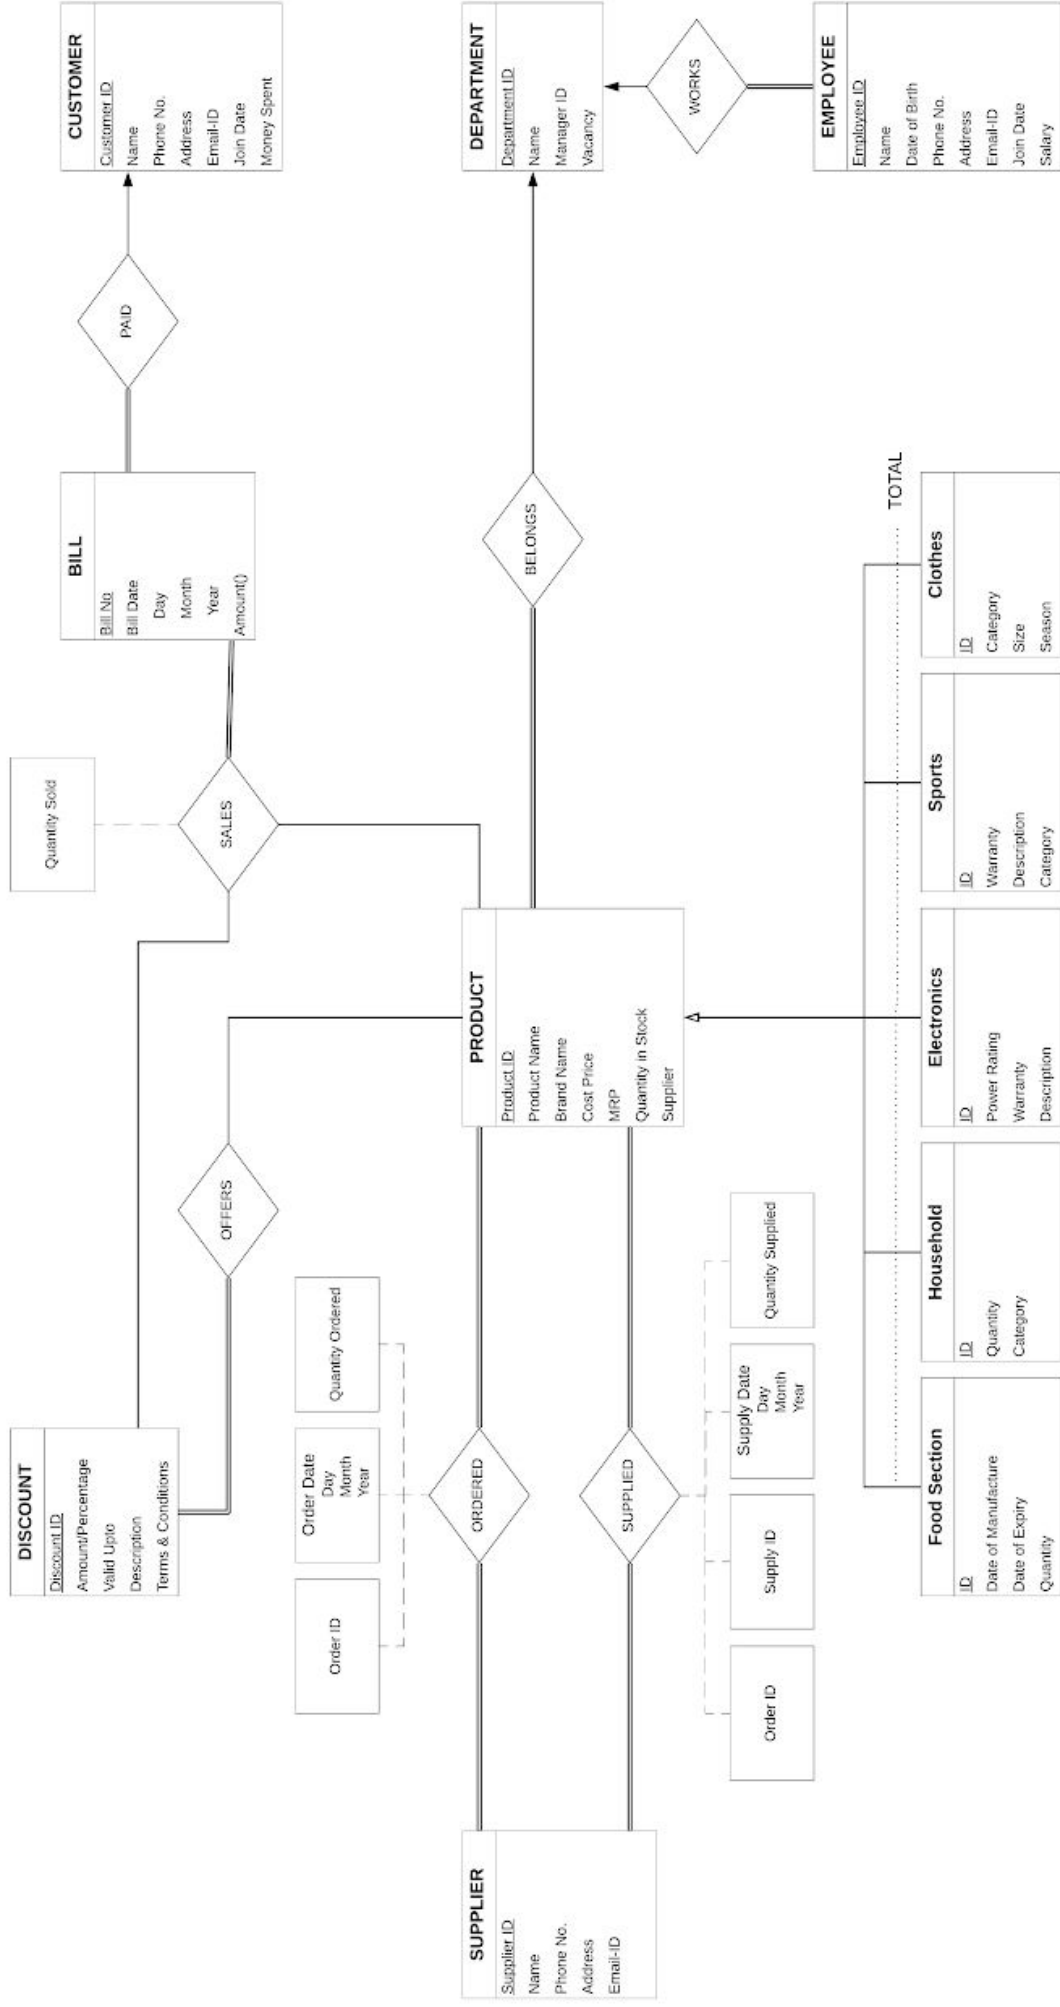 DISCOUNT
Discount ID
Amount/Percentage
Valid Upto
Description
Terms & Conditions
Quantity Sold
BILL
Bill No
Bill Date
Day
Month
Year
Amount()
CUSTOMER
Customer ID
Name
Phone No.
Address
Email-ID
Join Date
Money Spent
PAID
SALES
OFFERS
Order ID
Order Date
Day
Month
Year
Quantity Ordered
ORDERED
SUPPLIER
Supplier ID
Name
Phone No.
Address
Email-ID
PRODUCT
Product ID
Product Name
Brand Name
Cost Price
MRP
Quantity in Stock
Supplier
BELONGS
DEPARTMENT
Department ID
Name
Manager ID
Vacancy
WORKS
SUPPLIED
Order ID
Supply ID
Supply Date
Day
Month
Year
Quantity Supplied
EMPLOYEE
Employee ID
Name
Date of Birth
Phone No.
Address
Email-ID
Join Date
Salary
TOTAL
Food Section
ID
Date of Manufacture
Date of Expiry
Quantity
Household
ID
Quantity
Category
Electronics
ID
Power Rating
Warranty
Description
Sports
ID
Warranty
Description
Category
Clothes
ID
Category
Size
Season